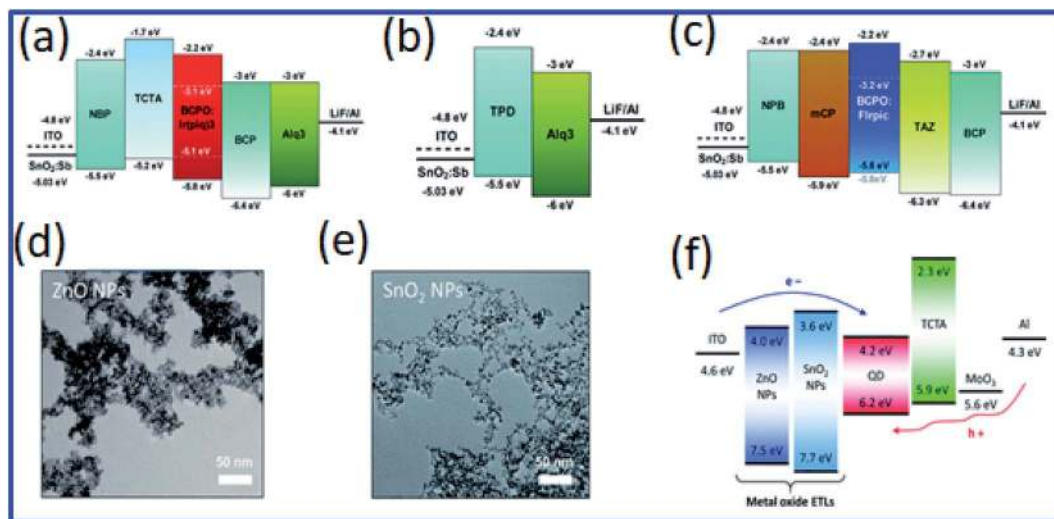 (a)
-2.4 eV
-1.7 eV
-2.2 eV
-3 eV
-3 eV
-4.8 eV
ITO
SnO2:Sb
-5.03 eV
NBP
-5.5 eV
TCTA
-5.2 eV
-3.1 eV
BCPO:
Ir(piq)3
-5.1 eV
-5.8 eV
BCP
-6.4 eV
Alq3
-6 eV
LiF/Al
-4.1 eV
(b)
-2.4 eV
-3 eV
-4.8 eV
ITO
SnO2:Sb
-5.03 eV
TPD
-5.5 eV
Alq3
-6 eV
LiF/Al
-4.1 eV
(c)
-2.4 eV
-2.4 eV
-2.2 eV
-2.7 eV
-3 eV
-4.8 eV
ITO
SnO2:Sb
-5.03 eV
NPB
-5.5 eV
mCP
-5.9 eV
-3.2 eV
BCPO:
FIrpic
-5.8 eV
TAZ
-6.3 eV
BCP
-6.4 eV
LiF/Al
-4.1 eV
(d)
ZnO NPs
50 nm
(e)
SnO2 NPs
50 nm
(f)
e-
ITO
4.6 eV
4.0 eV
ZnO
NPs
7.5 eV
3.6 eV
SnO2
NPs
7.7 eV
4.2 eV
QD
6.2 eV
2.3 eV
TCTA
5.9 eV
MoO3
5.6 eV
Al
4.3 eV
h+
Metal oxide ETLs